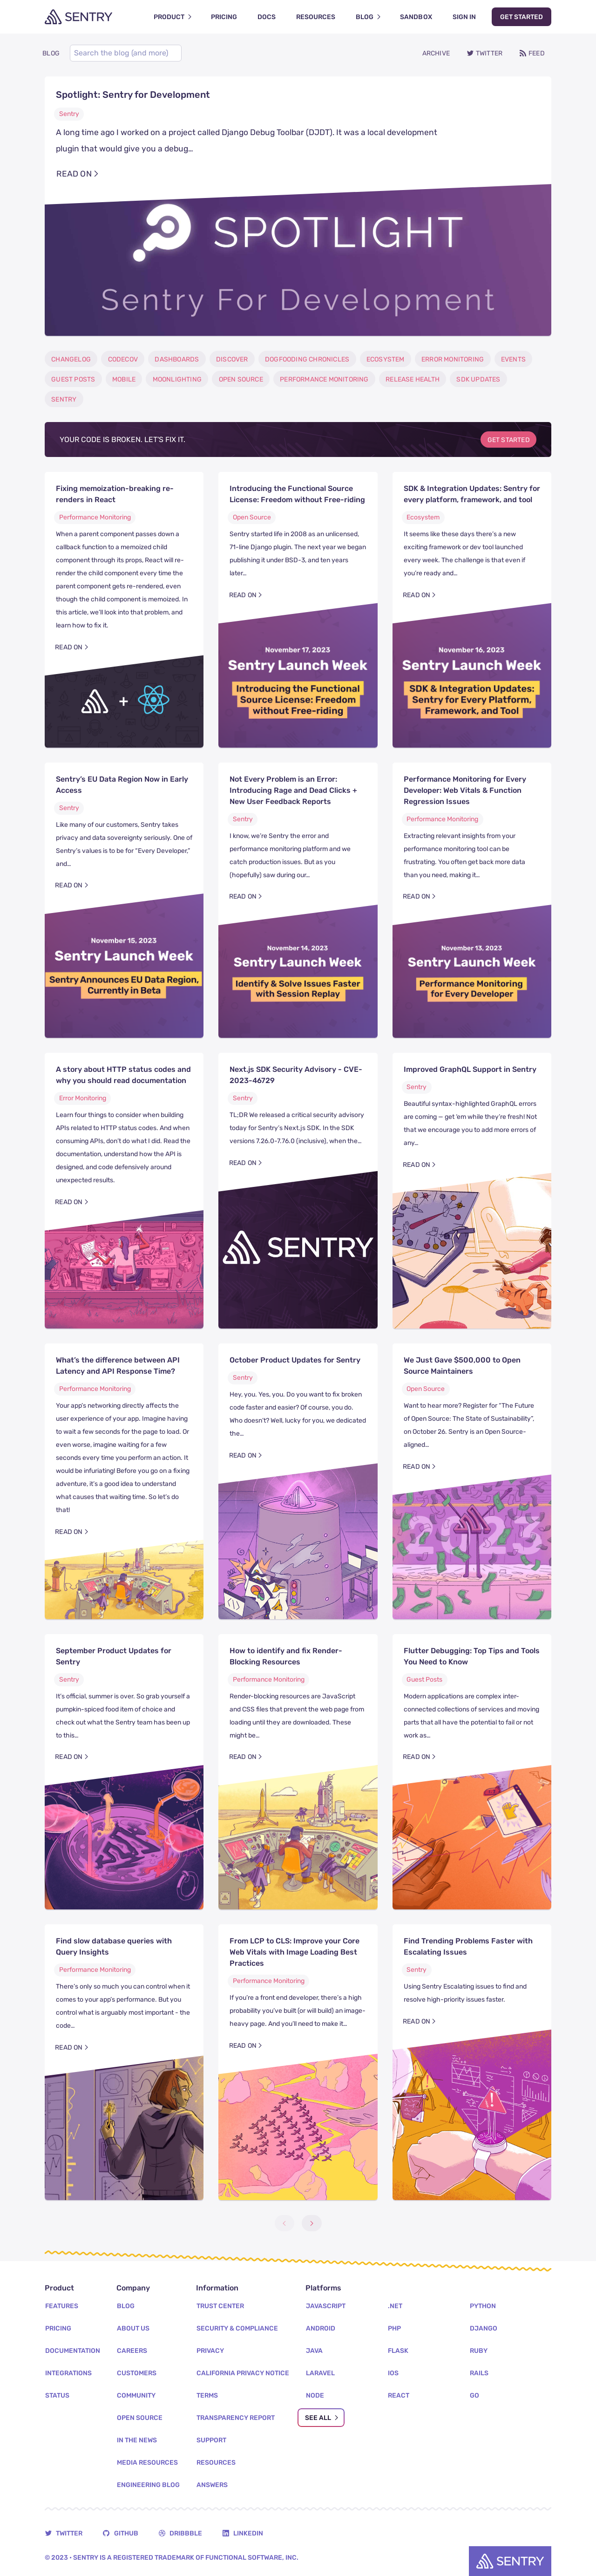 SENTRY
PRODUCT PRICING DOCS RESOURCES BLOG SANDBOX SIGN IN GET STARTED
BLOG Search the blog (and more) ARCHIVE TWITTER FEED
Spotlight: Sentry for Development
Sentry
A long time ago I worked on a project called Django Debug Toolbar (DJDT). It was a local development
plugin that would give you a debug…
READ ON
SPOTLIGHT
Sentry For Development
CHANGELOG CODECOV DASHBOARDS DISCOVER DOGFOODING CHRONICLES ECOSYSTEM ERROR MONITORING EVENTS
GUEST POSTS MOBILE MOONLIGHTING OPEN SOURCE PERFORMANCE MONITORING RELEASE HEALTH SDK UPDATES
SENTRY
YOUR CODE IS BROKEN. LET'S FIX IT. GET STARTED
Fixing memoization-breaking re-
renders in React
Performance Monitoring
When a parent component passes down a
callback function to a memoized child
component through its props, React will re-
render the child component every time the
parent component gets re-rendered, even
though the child component is memoized. In
this article, we'll look into that problem, and
learn how to fix it.
READ ON
+
Introducing the Functional Source
License: Freedom without Free-riding
Open Source
Sentry started life in 2008 as an unlicensed,
71-line Django plugin. The next year we began
publishing it under BSD-3, and ten years
later…
READ ON
November 17, 2023
Sentry Launch Week
Introducing the Functional
Source License: Freedom
without Free-riding
SDK & Integration Updates: Sentry for
every platform, framework, and tool
Ecosystem
It seems like these days there's a new
exciting framework or dev tool launched
every week. The challenge is that even if
you're ready and…
READ ON
November 16, 2023
Sentry Launch Week
SDK & Integration Updates:
Sentry for Every Platform,
Framework, and Tool
Sentry's EU Data Region Now in Early
Access
Sentry
Like many of our customers, Sentry takes
privacy and data sovereignty seriously. One of
Sentry's values is to be for "Every Developer,"
and…
READ ON
November 15, 2023
Sentry Launch Week
Sentry Announces EU Data Region,
Currently in Beta
Not Every Problem is an Error:
Introducing Rage and Dead Clicks +
New User Feedback Reports
Sentry
I know, we're Sentry the error and
performance monitoring platform and we
catch production issues. But as you
(hopefully) saw during our…
READ ON
November 14, 2023
Sentry Launch Week
Identify & Solve Issues Faster
with Session Replay
Performance Monitoring for Every
Developer: Web Vitals & Function
Regression Issues
Performance Monitoring
Extracting relevant insights from your
performance monitoring tool can be
frustrating. You often get back more data
than you need, making it…
READ ON
November 13, 2023
Sentry Launch Week
Performance Monitoring
for Every Developer
A story about HTTP status codes and
why you should read documentation
Error Monitoring
Learn four things to consider when building
APIs related to HTTP status codes. And when
consuming APIs, don't do what I did. Read the
documentation, understand how the API is
designed, and code defensively around
unexpected results.
READ ON
Next.js SDK Security Advisory - CVE-
2023-46729
Sentry
TL;DR We released a critical security advisory
today for Sentry's Next.js SDK. In the SDK
versions 7.26.0-7.76.0 (inclusive), when the…
READ ON
SENTRY
Improved GraphQL Support in Sentry
Sentry
Beautiful syntax-highlighted GraphQL errors
are coming — get 'em while they're fresh! Not
that we encourage you to add more errors of
any…
READ ON
What's the difference between API
Latency and API Response Time?
Performance Monitoring
Your app's networking directly affects the
user experience of your app. Imagine having
to wait a few seconds for the page to load. Or
even worse, imagine waiting for a few
seconds every time you perform an action. It
would be infuriating! Before you go on a fixing
adventure, it's a good idea to understand
what causes that waiting time. So let's do
that!
READ ON
October Product Updates for Sentry
Sentry
Hey, you. Yes, you. Do you want to fix broken
code faster and easier? Of course, you do.
Who doesn't? Well, lucky for you, we dedicated
the…
READ ON
We Just Gave $500,000 to Open
Source Maintainers
Open Source
Want to hear more? Register for "The Future
of Open Source: The State of Sustainability",
on October 26. Sentry is an Open Source-
aligned…
READ ON
2023
September Product Updates for
Sentry
Sentry
It's official, summer is over. So grab yourself a
pumpkin-spiced food item of choice and
check out what the Sentry team has been up
to this…
READ ON
How to identify and fix Render-
Blocking Resources
Performance Monitoring
Render-blocking resources are JavaScript
and CSS files that prevent the web page from
loading until they are downloaded. These
might be…
READ ON
Flutter Debugging: Top Tips and Tools
You Need to Know
Guest Posts
Modern applications are complex inter-
connected collections of services and moving
parts that all have the potential to fail or not
work as…
READ ON
Find slow database queries with
Query Insights
Performance Monitoring
There's only so much you can control when it
comes to your app's performance. But you
control what is arguably most important - the
code…
READ ON
From LCP to CLS: Improve your Core
Web Vitals with Image Loading Best
Practices
Performance Monitoring
If you're a front end developer, there's a high
probability you've built (or will build) an image-
heavy page. And you'll need to make it…
READ ON
Find Trending Problems Faster with
Escalating Issues
Sentry
Using Sentry Escalating issues to find and
resolve high-priority issues faster.
READ ON
Product Company Information Platforms
FEATURES BLOG TRUST CENTER JAVASCRIPT .NET PYTHON
PRICING ABOUT US SECURITY & COMPLIANCE ANDROID PHP DJANGO
DOCUMENTATION CAREERS PRIVACY JAVA FLASK RUBY
INTEGRATIONS CUSTOMERS CALIFORNIA PRIVACY NOTICE LARAVEL IOS RAILS
STATUS COMMUNITY TERMS NODE REACT GO
OPEN SOURCE TRANSPARENCY REPORT SEE ALL
IN THE NEWS SUPPORT
MEDIA RESOURCES RESOURCES
ENGINEERING BLOG ANSWERS
TWITTER GITHUB DRIBBBLE LINKEDIN
© 2023 • SENTRY IS A REGISTERED TRADEMARK OF FUNCTIONAL SOFTWARE, INC.
SENTRY